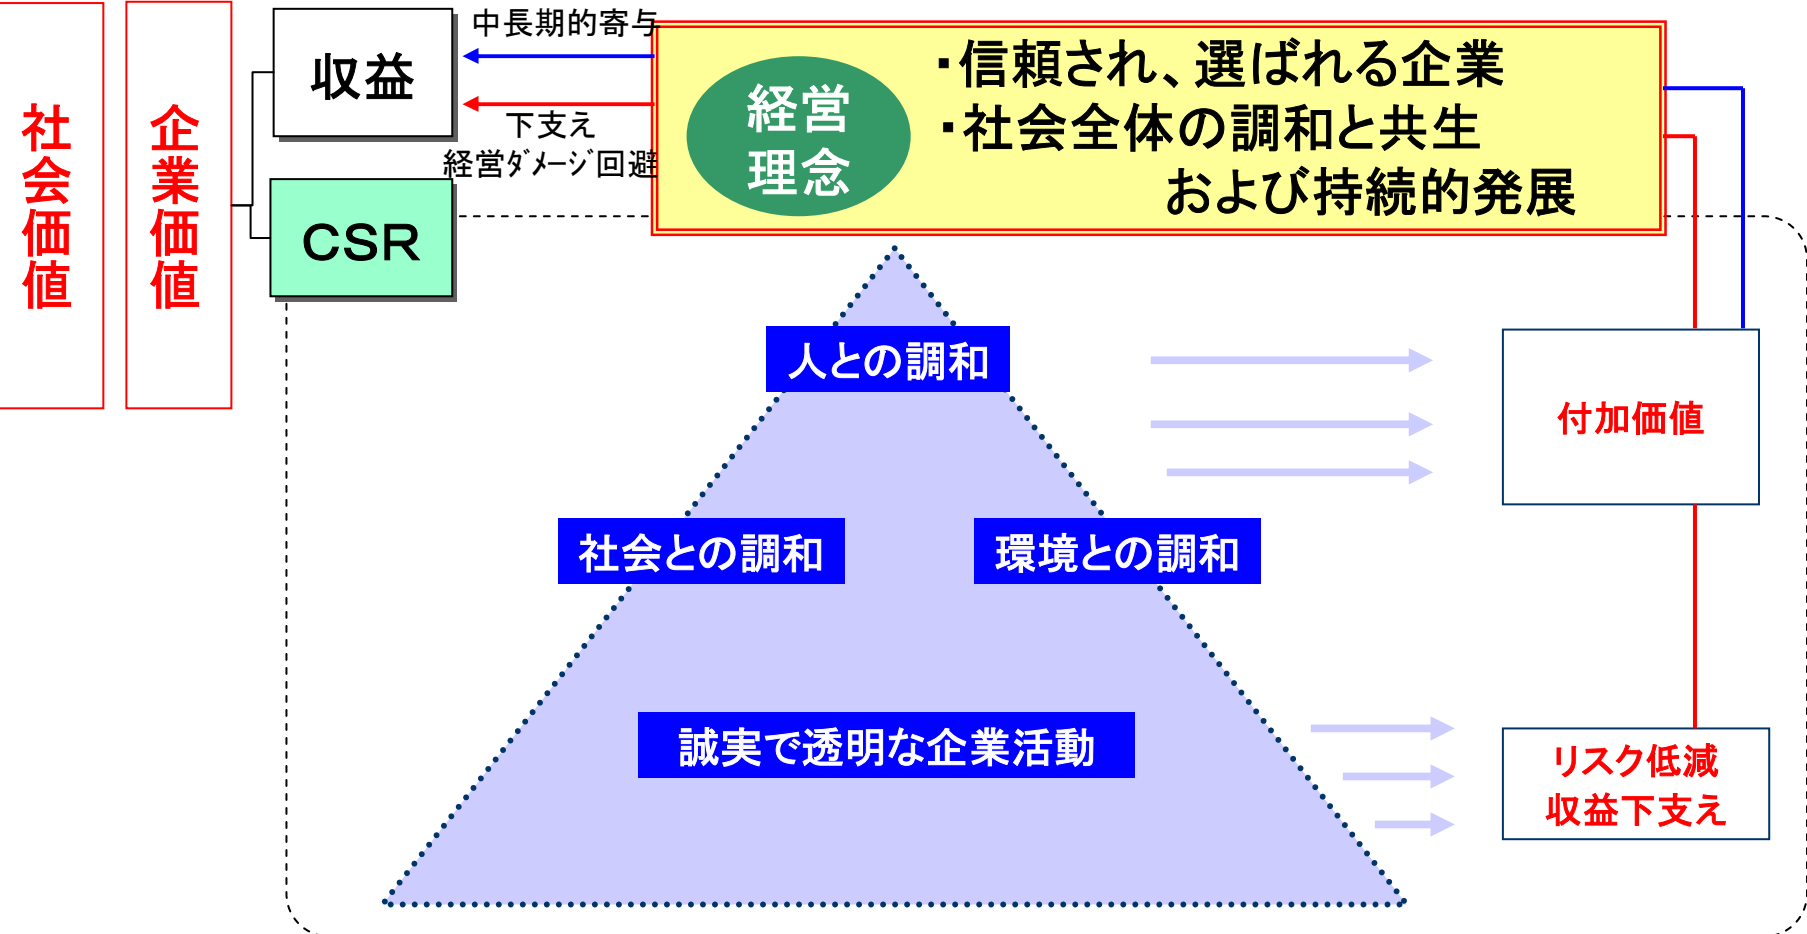 社会価値
企業価値
収益
CSR
中長期的寄与
下支え
経営ﾀﾞﾒｰｼﾞ回避
経営
理念
・信頼され、選ばれる企業
・社会全体の調和と共生
および持続的発展
人との調和
社会との調和
環境との調和
誠実で透明な企業活動
付加価値
リスク低減
収益下支え